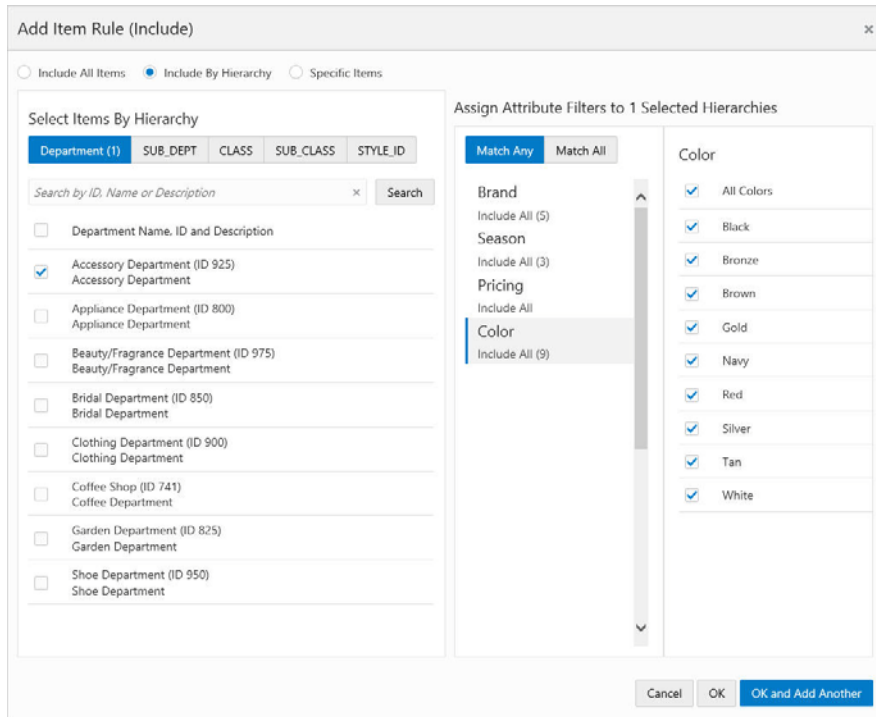 Add Item Rule (Include)
×
Include All Items Include By Hierarchy Specific Items
Select Items By Hierarchy
Department (1) SUB_DEPT CLASS SUB_CLASS STYLE_ID
Search by ID, Name or Description × Search
Department Name. ID and Description
Accessory Department (ID 925)
Accessory Department
Appliance Department (ID 800)
Appliance Department
Beauty/Fragrance Department (ID 975)
Beauty/Fragrance Department
Bridal Department (ID 850)
Bridal Department
Clothing Department (ID 900)
Clothing Department
Coffee Shop (ID 741)
Coffee Department
Garden Department (ID 825)
Garden Department
Shoe Department (ID 950)
Shoe Department
Assign Attribute Filters to 1 Selected Hierarchies
Match Any Match All
Brand
Include All (5)
Season
Include All (3)
Pricing
Include All
Color
Include All (9)
Color
All Colors
Black
Bronze
Brown
Gold
Navy
Red
Silver
Tan
White
Cancel OK OK and Add Another